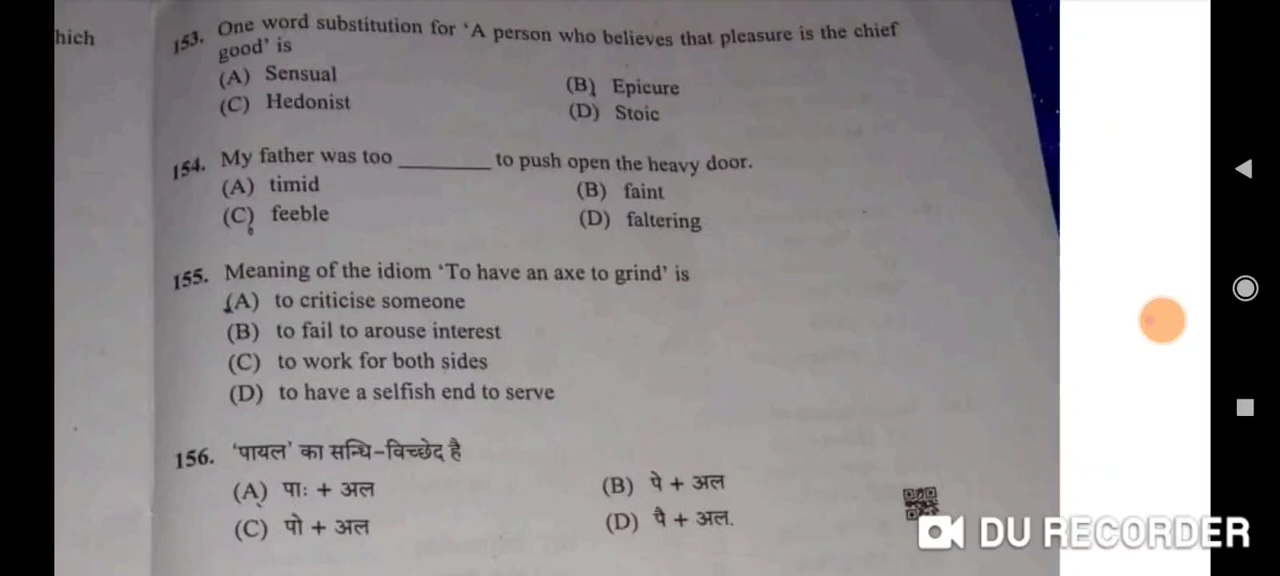 hich
153. One word substitution for ‘A person who believes that pleasure is the chief
good’ is
(A) Sensual
(B) Epicure
(C) Hedonist
(D) Stoic
154. My father was too ________ to push open the heavy door.
(A) timid
(B) faint
(C) feeble
(D) faltering
155. Meaning of the idiom ‘To have an axe to grind’ is
(A) to criticise someone
(B) to fail to arouse interest
(C) to work for both sides
(D) to have a selfish end to serve
156. ‘पायल’ का सन्धि-विच्छेद है
(A) पाः + अल
(B) पे + अल
(C) पो + अल
(D) पै + अल.
DU RECORDER